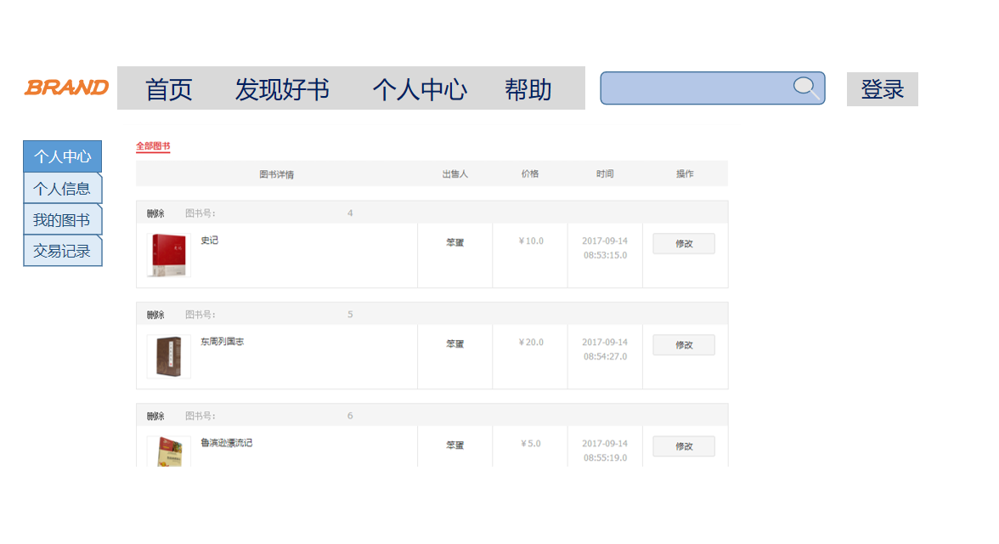 BRAND 首页 发现好书 个人中心 帮助 登录
个人中心
个人信息
我的图书
交易记录
全部图书
图书详情 出售人 价格 时间 操作
删除 图书号: 4
史记 笨蛋 ¥10.0 2017-09-14 修改
08:53:15.0
删除 图书号: 5
东周列国志 笨蛋 ¥20.0 2017-09-14 修改
08:54:27.0
删除 图书号: 6
鲁滨逊漂流记 笨蛋 ¥5.0 2017-09-14 修改
08:55:19.0